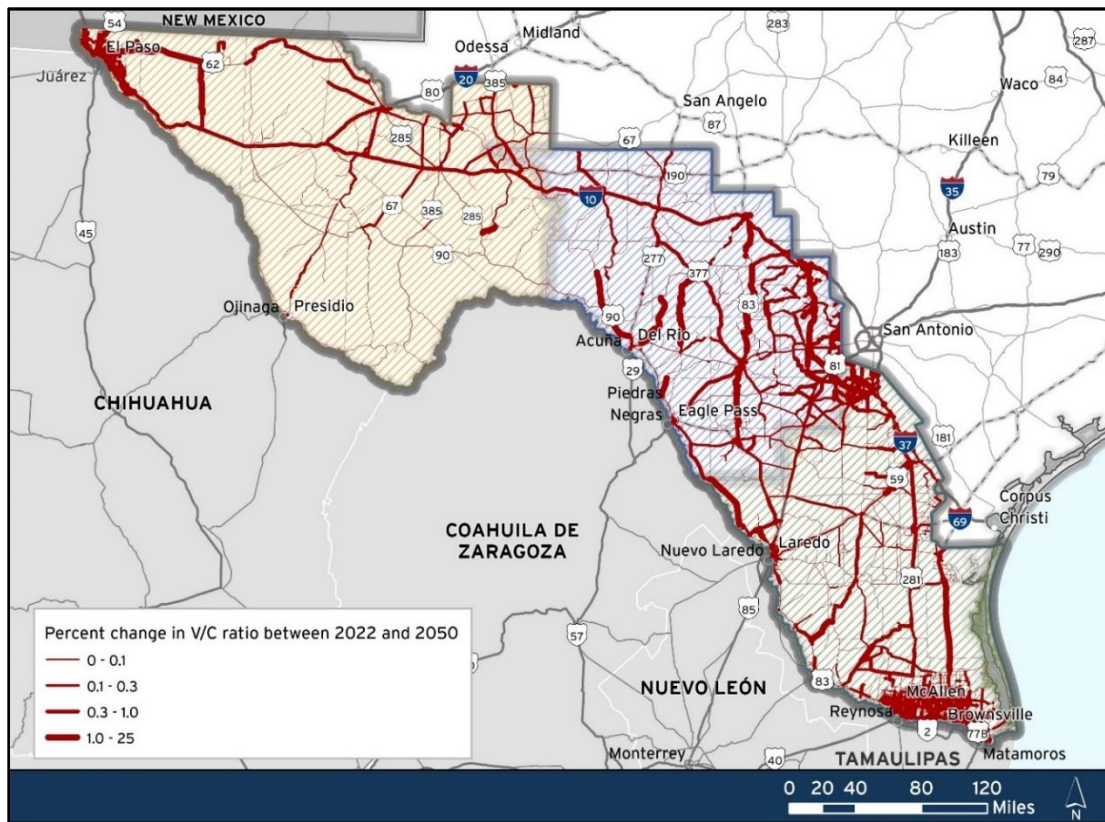 54
NEW MEXICO
283
El Paso
62
Odessa
Midland
287
Juárez
20
385
84
80
Waco
San Angelo
87
285
67
Killeen
190
79
35
10
45
67
385
285
Austin
183
77
290
90
277
377
83
Ojinaga
Presidio
90
San Antonio
Acuña
Del Rio
81
29
Piedras
Negras
Eagle Pass
CHIHUAHUA
37
181
59
Corpus
Christi
69
COAHUILA DE
ZARAGOZA
Nuevo Laredo
Laredo
281
85
57
Percent change in V/C ratio between 2022 and 2050
0 - 0.1
0.1 - 0.3
0.3 - 1.0
1.0 - 25
NUEVO LEÓN
83
McAllen
Reynosa
Brownsville
2
77B
Monterrey
40
TAMAULIPAS
Matamoros
0 20 40 80 120
Miles
N